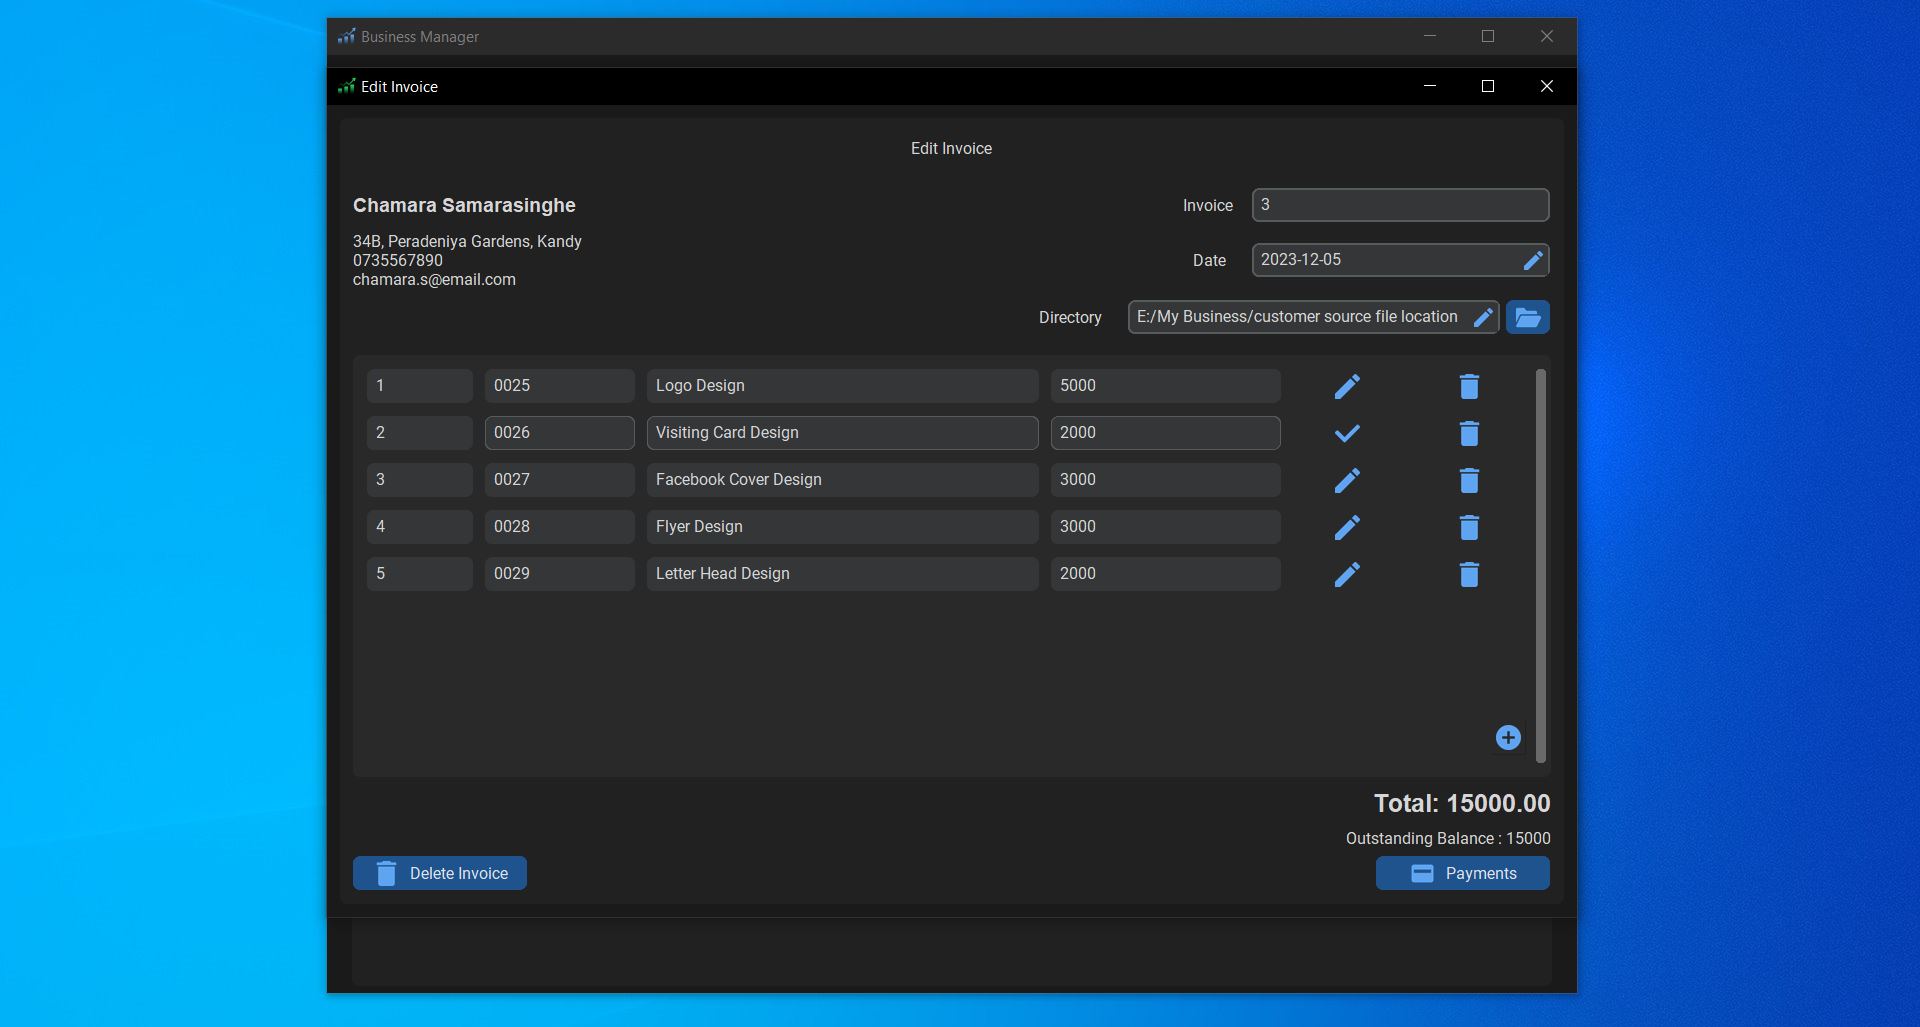 Business Manager
Edit Invoice
Edit Invoice
Chamara Samarasinghe
34B, Peradeniya Gardens, Kandy
0735567890
chamara.s@email.com
Invoice 3
Date 2023-12-05
Directory E:/My Business/customer source file location
1 0025 Logo Design 5000
2 0026 Visiting Card Design 2000
3 0027 Facebook Cover Design 3000
4 0028 Flyer Design 3000
5 0029 Letter Head Design 2000
Total: 15000.00
Outstanding Balance : 15000
Delete Invoice Payments